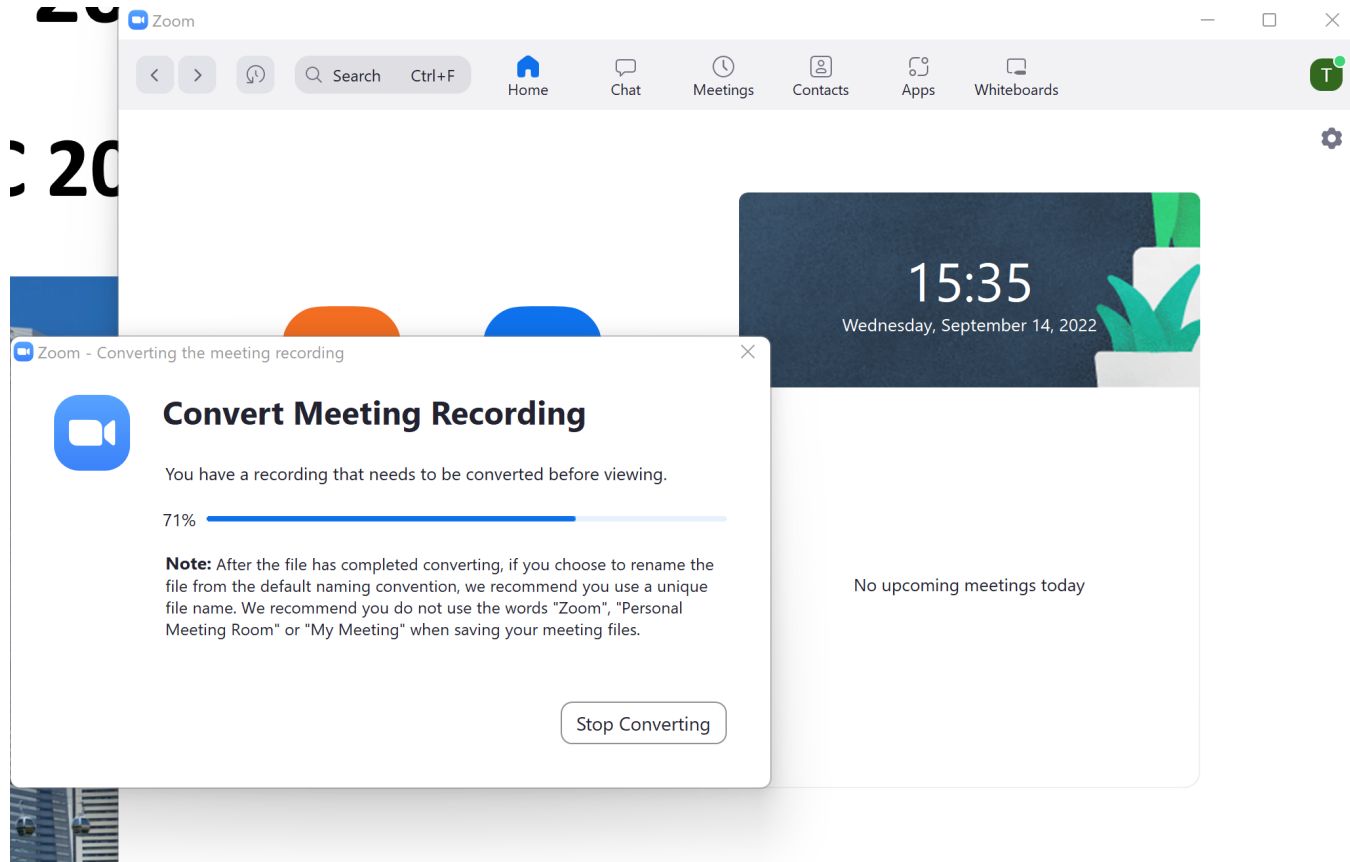 Zoom
Search Ctrl+F
Home
Chat
Meetings
Contacts
Apps
Whiteboards
T
C 20
15:35
Wednesday, September 14, 2022
Zoom - Converting the meeting recording
Convert Meeting Recording
You have a recording that needs to be converted before viewing.
71%
Note: After the file has completed converting, if you choose to rename the
file from the default naming convention, we recommend you use a unique
file name. We recommend you do not use the words "Zoom", "Personal
Meeting Room" or "My Meeting" when saving your meeting files.
Stop Converting
No upcoming meetings today